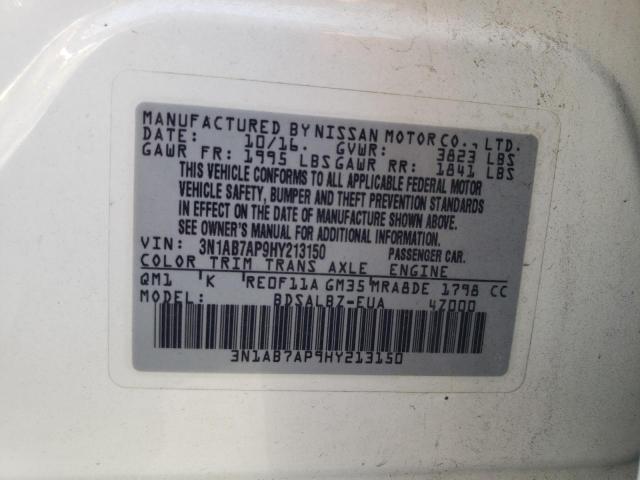 MANUFACTURED BY NISSAN MOTOR CO., LTD.
DATE: 10/16. GVWR: 3823 LBS
GAWR FR: 1995 LBS GAWR RR: 1841 LBS
THIS VEHICLE CONFORMS TO ALL APPLICABLE FEDERAL MOTOR
VEHICLE SAFETY, BUMPER AND THEFT PREVENTION STANDARDS
IN EFFECT ON THE DATE OF MANUFACTURE SHOWN ABOVE.
SEE OWNER'S MANUAL FOR ADDITIONAL INFORMATION.
VIN: 3N1AB7AP9HY213150 PASSENGER CAR.
COLOR TRIM TRANS AXLE ENGINE
QM1 'K 'RE0F11A GM35 MRA8DE 1798 CC
MODEL: BDSALBZ-EUA 47000
3N1AB7AP9HY213150